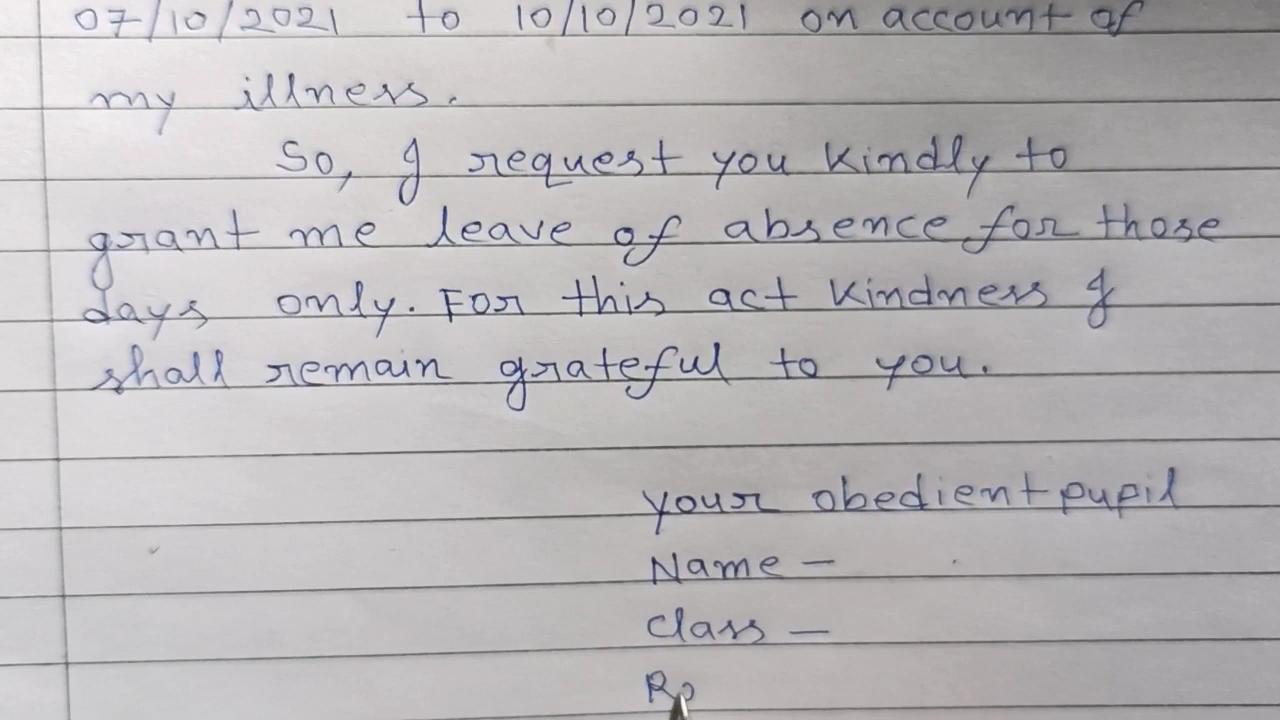 07/10/2021 to 10/10/2021 on account of
my illness.
So, I request you kindly to
grant me leave of absence for those
days only. For this act kindness I
shall remain grateful to you.
your obedient pupil
Name -
Class -
Ro